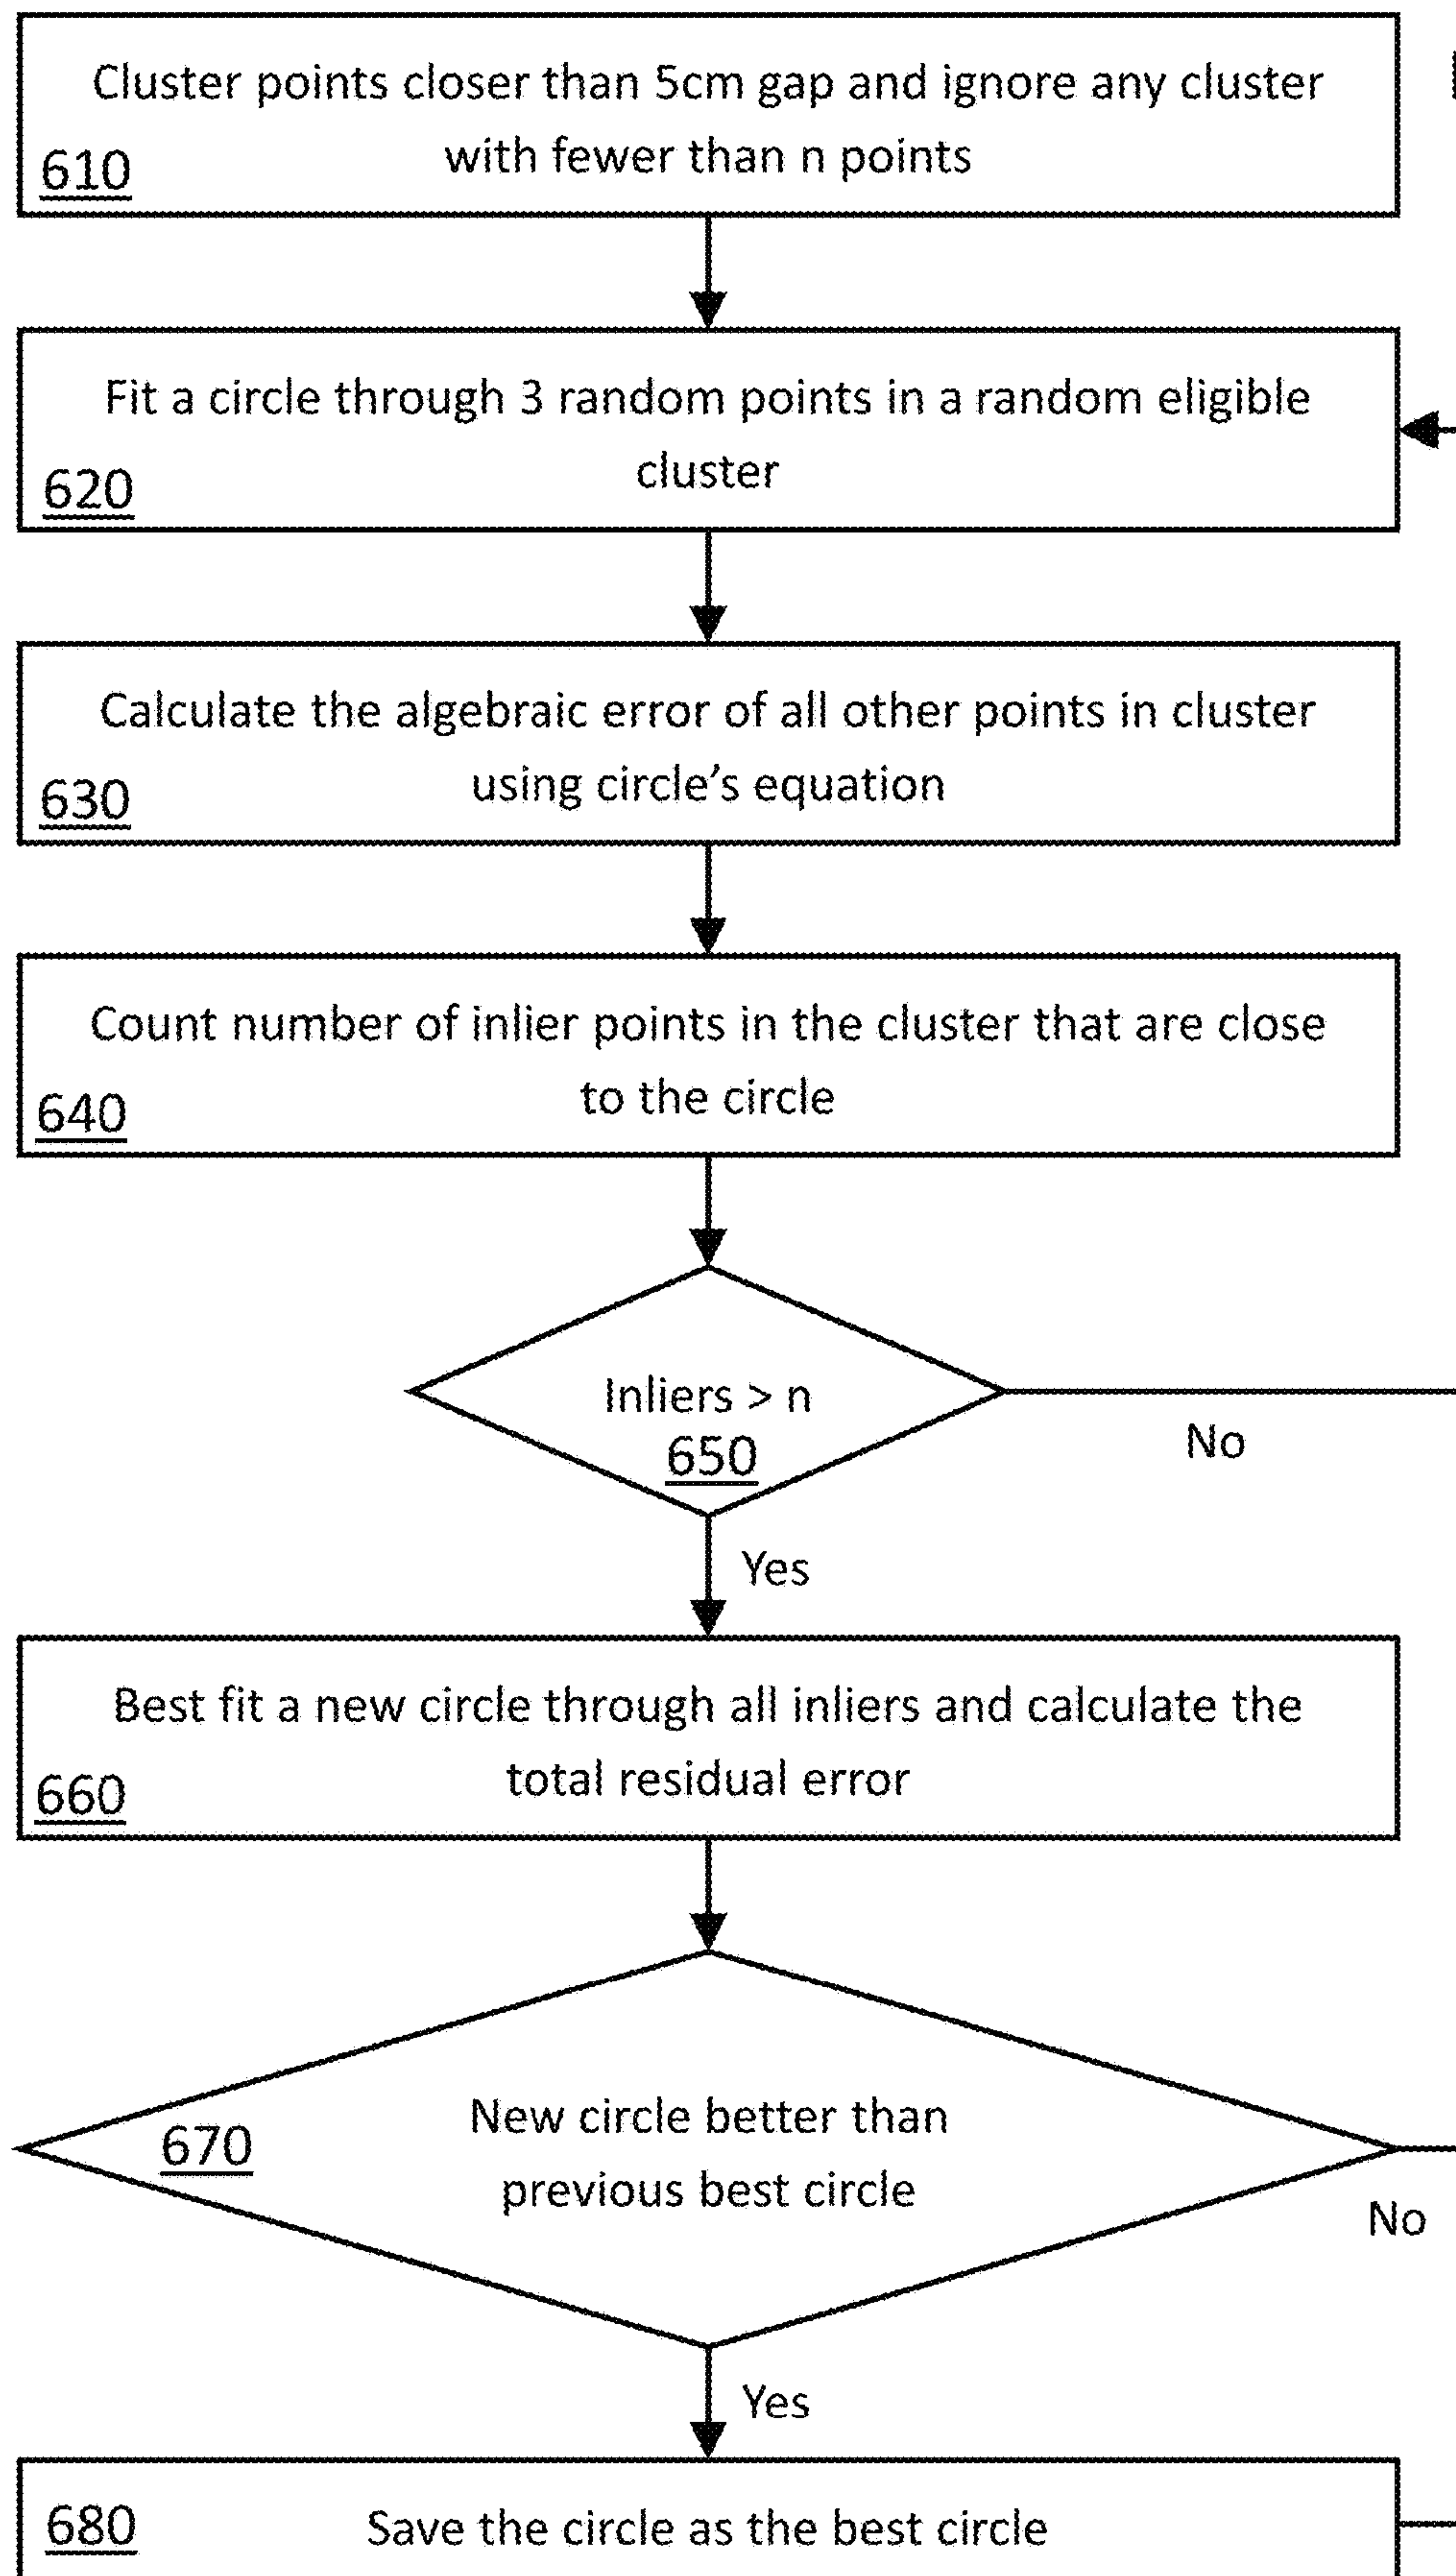 Cluster points closer than 5cm gap and ignore any cluster
with fewer than n points
610
Fit a circle through 3 random points in a random eligible
cluster
620
Calculate the algebraic error of all other points in cluster
using circle's equation
630
Count number of inlier points in the cluster that are close
to the circle
640
Inliers > n
650
No
Yes
Best fit a new circle through all inliers and calculate the
total residual error
660
New circle better than
670
previous best circle
No
Yes
680 Save the circle as the best circle